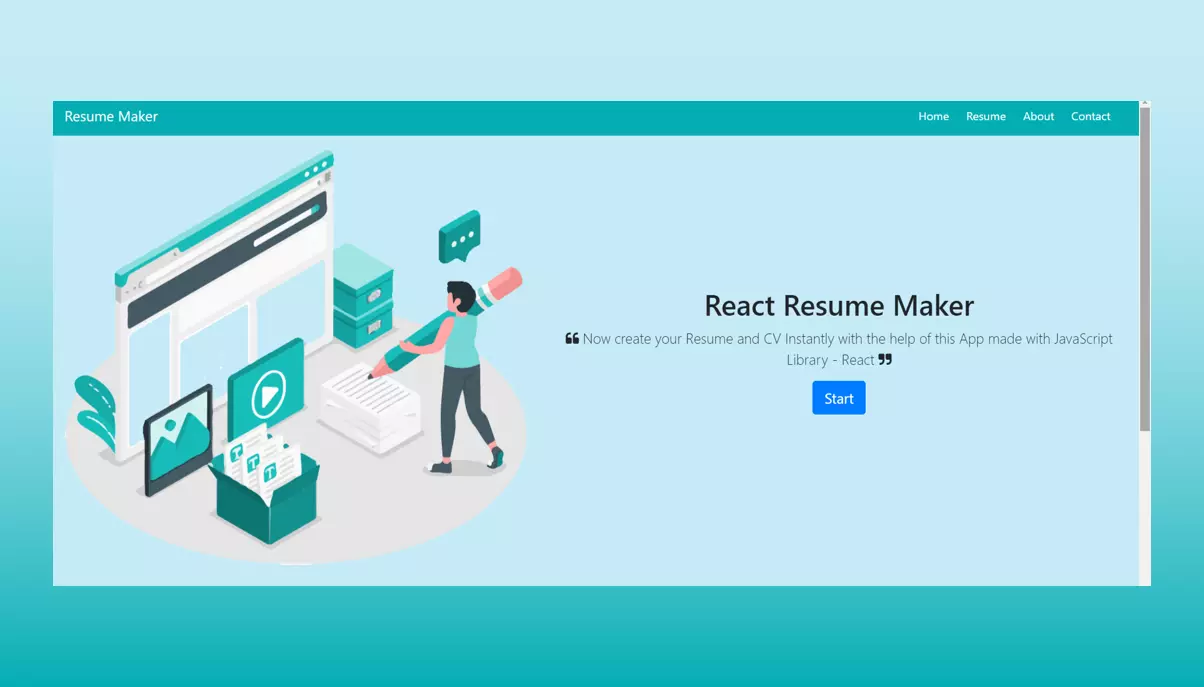 Resume Maker
Home Resume About Contact
React Resume Maker
❝ Now create your Resume and CV Instantly with the help of this App made with JavaScript
Library - React ❞
Start
T
T
T